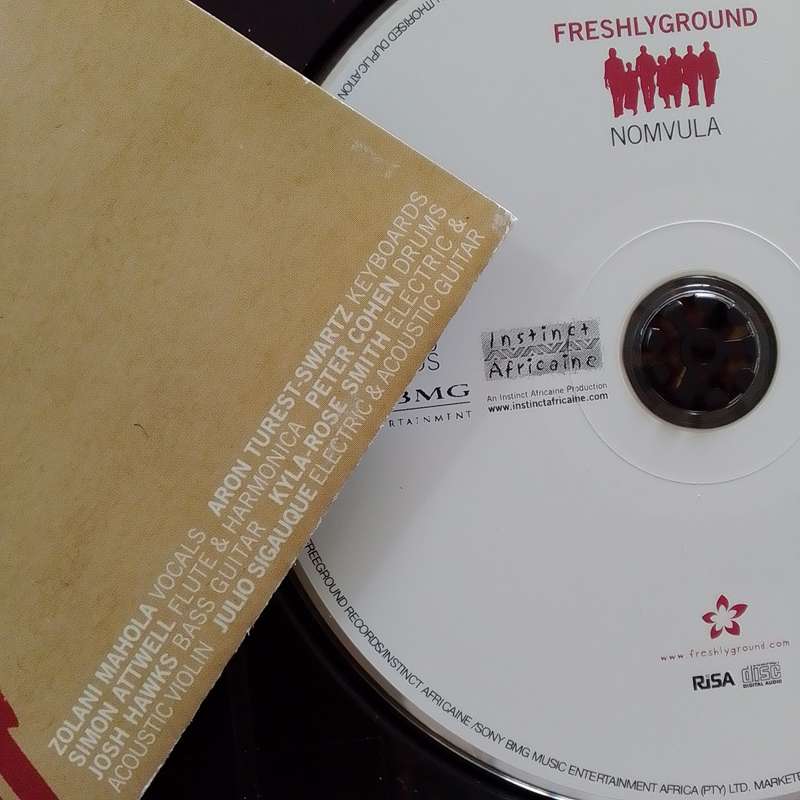 FRESHLYGROUND
NOMVULA
AUTHORISED DUPLICATION
ZOLANI MAHOLA VOCALS ARON TUREST-SWARTZ KEYBOARDS
SIMON ATTWELL FLUTE & HARMONICA PETER COHEN DRUMS
JOSH HAWKS BASS GUITAR KYLA-ROSE SMITH ELECTRIC &
ACOUSTIC VIOLIN JULIO SIGAUQUE ELECTRIC & ACOUSTIC GUITAR
Instinct
Africaine
BMG
An Instinct Africaine Production
www.instinctafricaine.com
www.freshlyground.com
RiSA disc
DIGITAL AUDIO
FREEGROUND RECORDS/INSTINCT AFRICAINE /SONY BMG MUSIC ENTERTAINMENT AFRICA (PTY) LTD. MARKETE